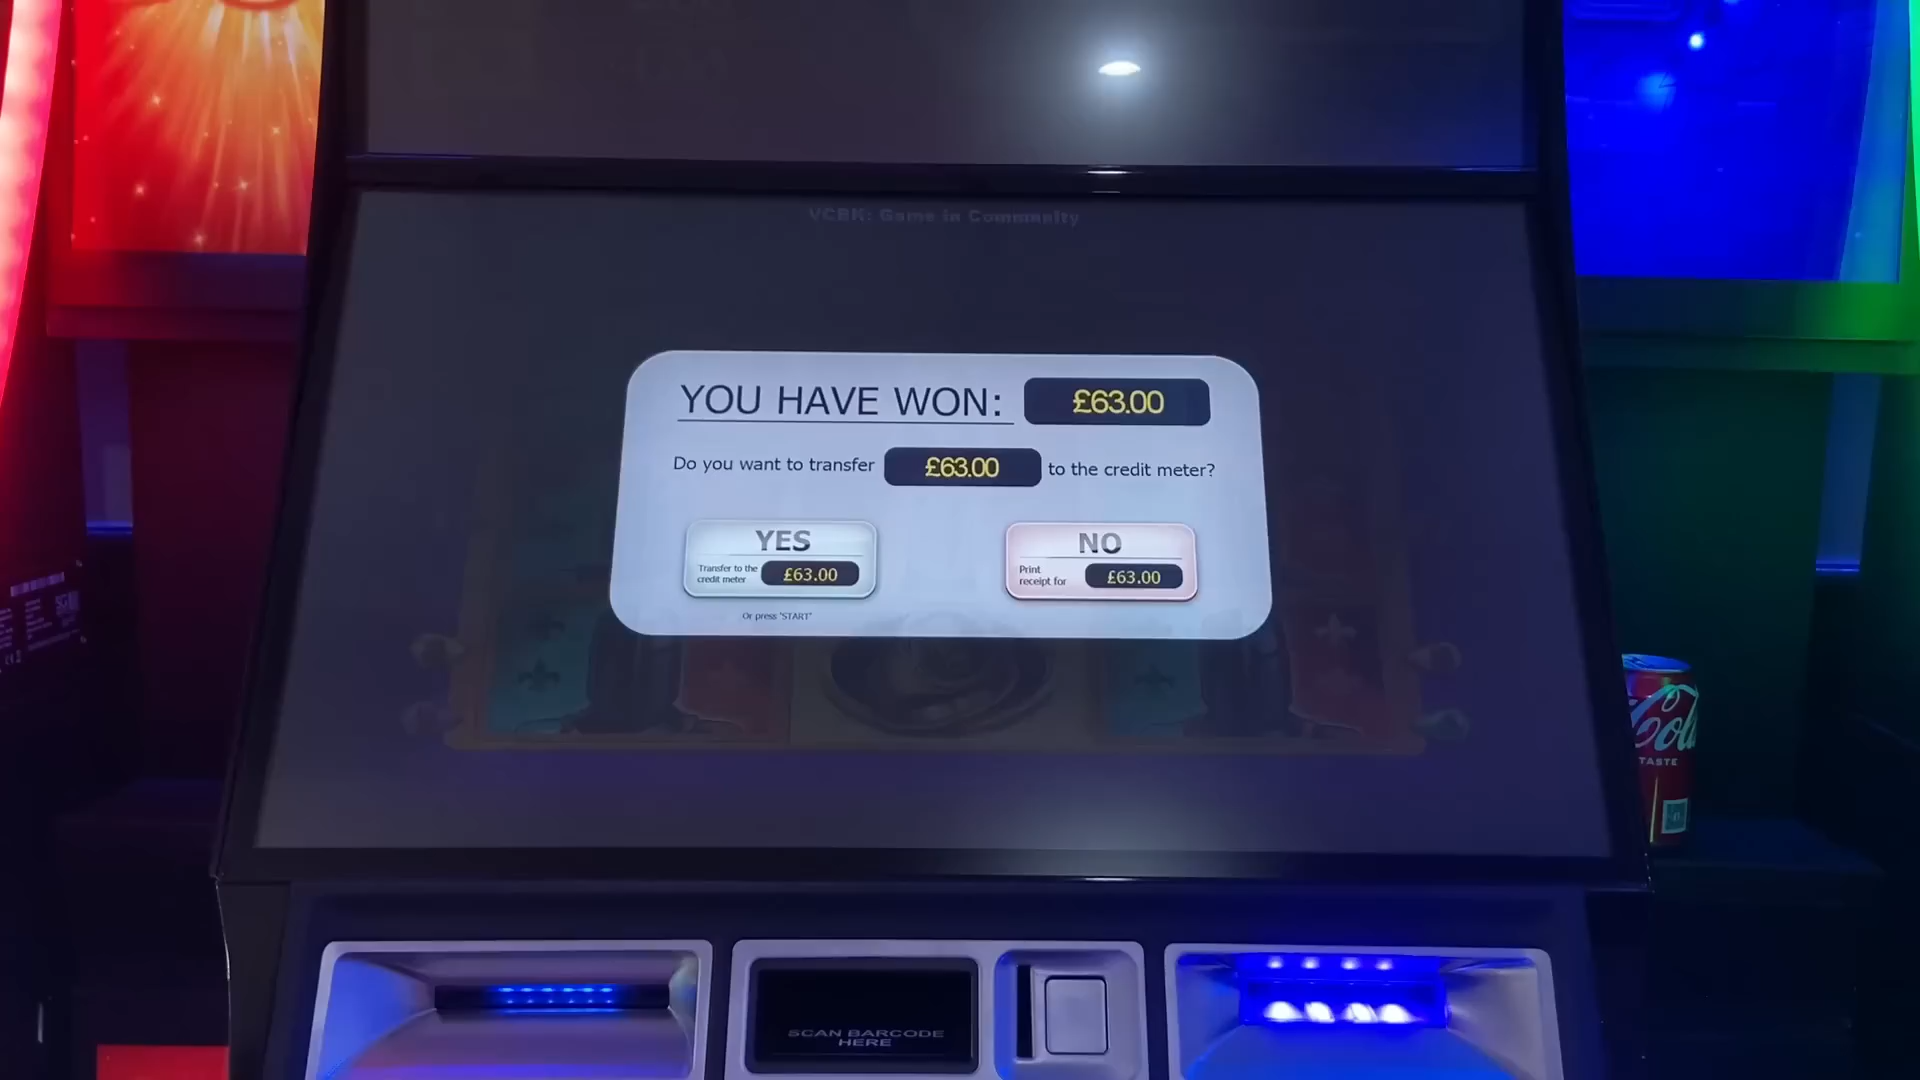 VCBK: Game in Community
YOU HAVE WON: £63.00
Do you want to transfer £63.00 to the credit meter?
YES
Transfer to the credit meter £63.00
Or press 'START'
NO
Print receipt for £63.00
TASTE
SCAN BARCODE
HERE